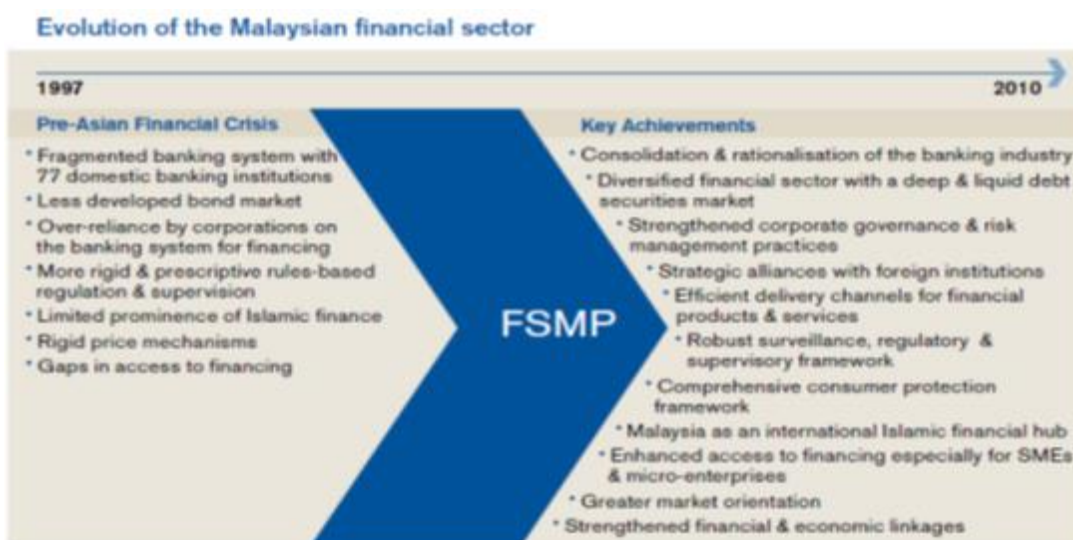 Evolution of the Malaysian financial sector
1997
2010
Pre-Asian Financial Crisis
• Fragmented banking system with
77 domestic banking institutions
• Less developed bond market
• Over-reliance by corporations on
the banking system for financing
• More rigid & prescriptive rules-based
regulation & supervision
• Limited prominence of Islamic finance
• Rigid price mechanisms
• Gaps in access to financing
FSMP
Key Achievements
• Consolidation & rationalisation of the banking industry
• Diversified financial sector with a deep & liquid debt
securities market
• Strengthened corporate governance & risk
management practices
• Strategic alliances with foreign institutions
• Efficient delivery channels for financial
products & services
• Robust surveillance, regulatory &
supervisory framework
• Comprehensive consumer protection
framework
• Malaysia as an international Islamic financial hub
• Enhanced access to financing especially for SMEs
& micro-enterprises
• Greater market orientation
• Strengthened financial & economic linkages